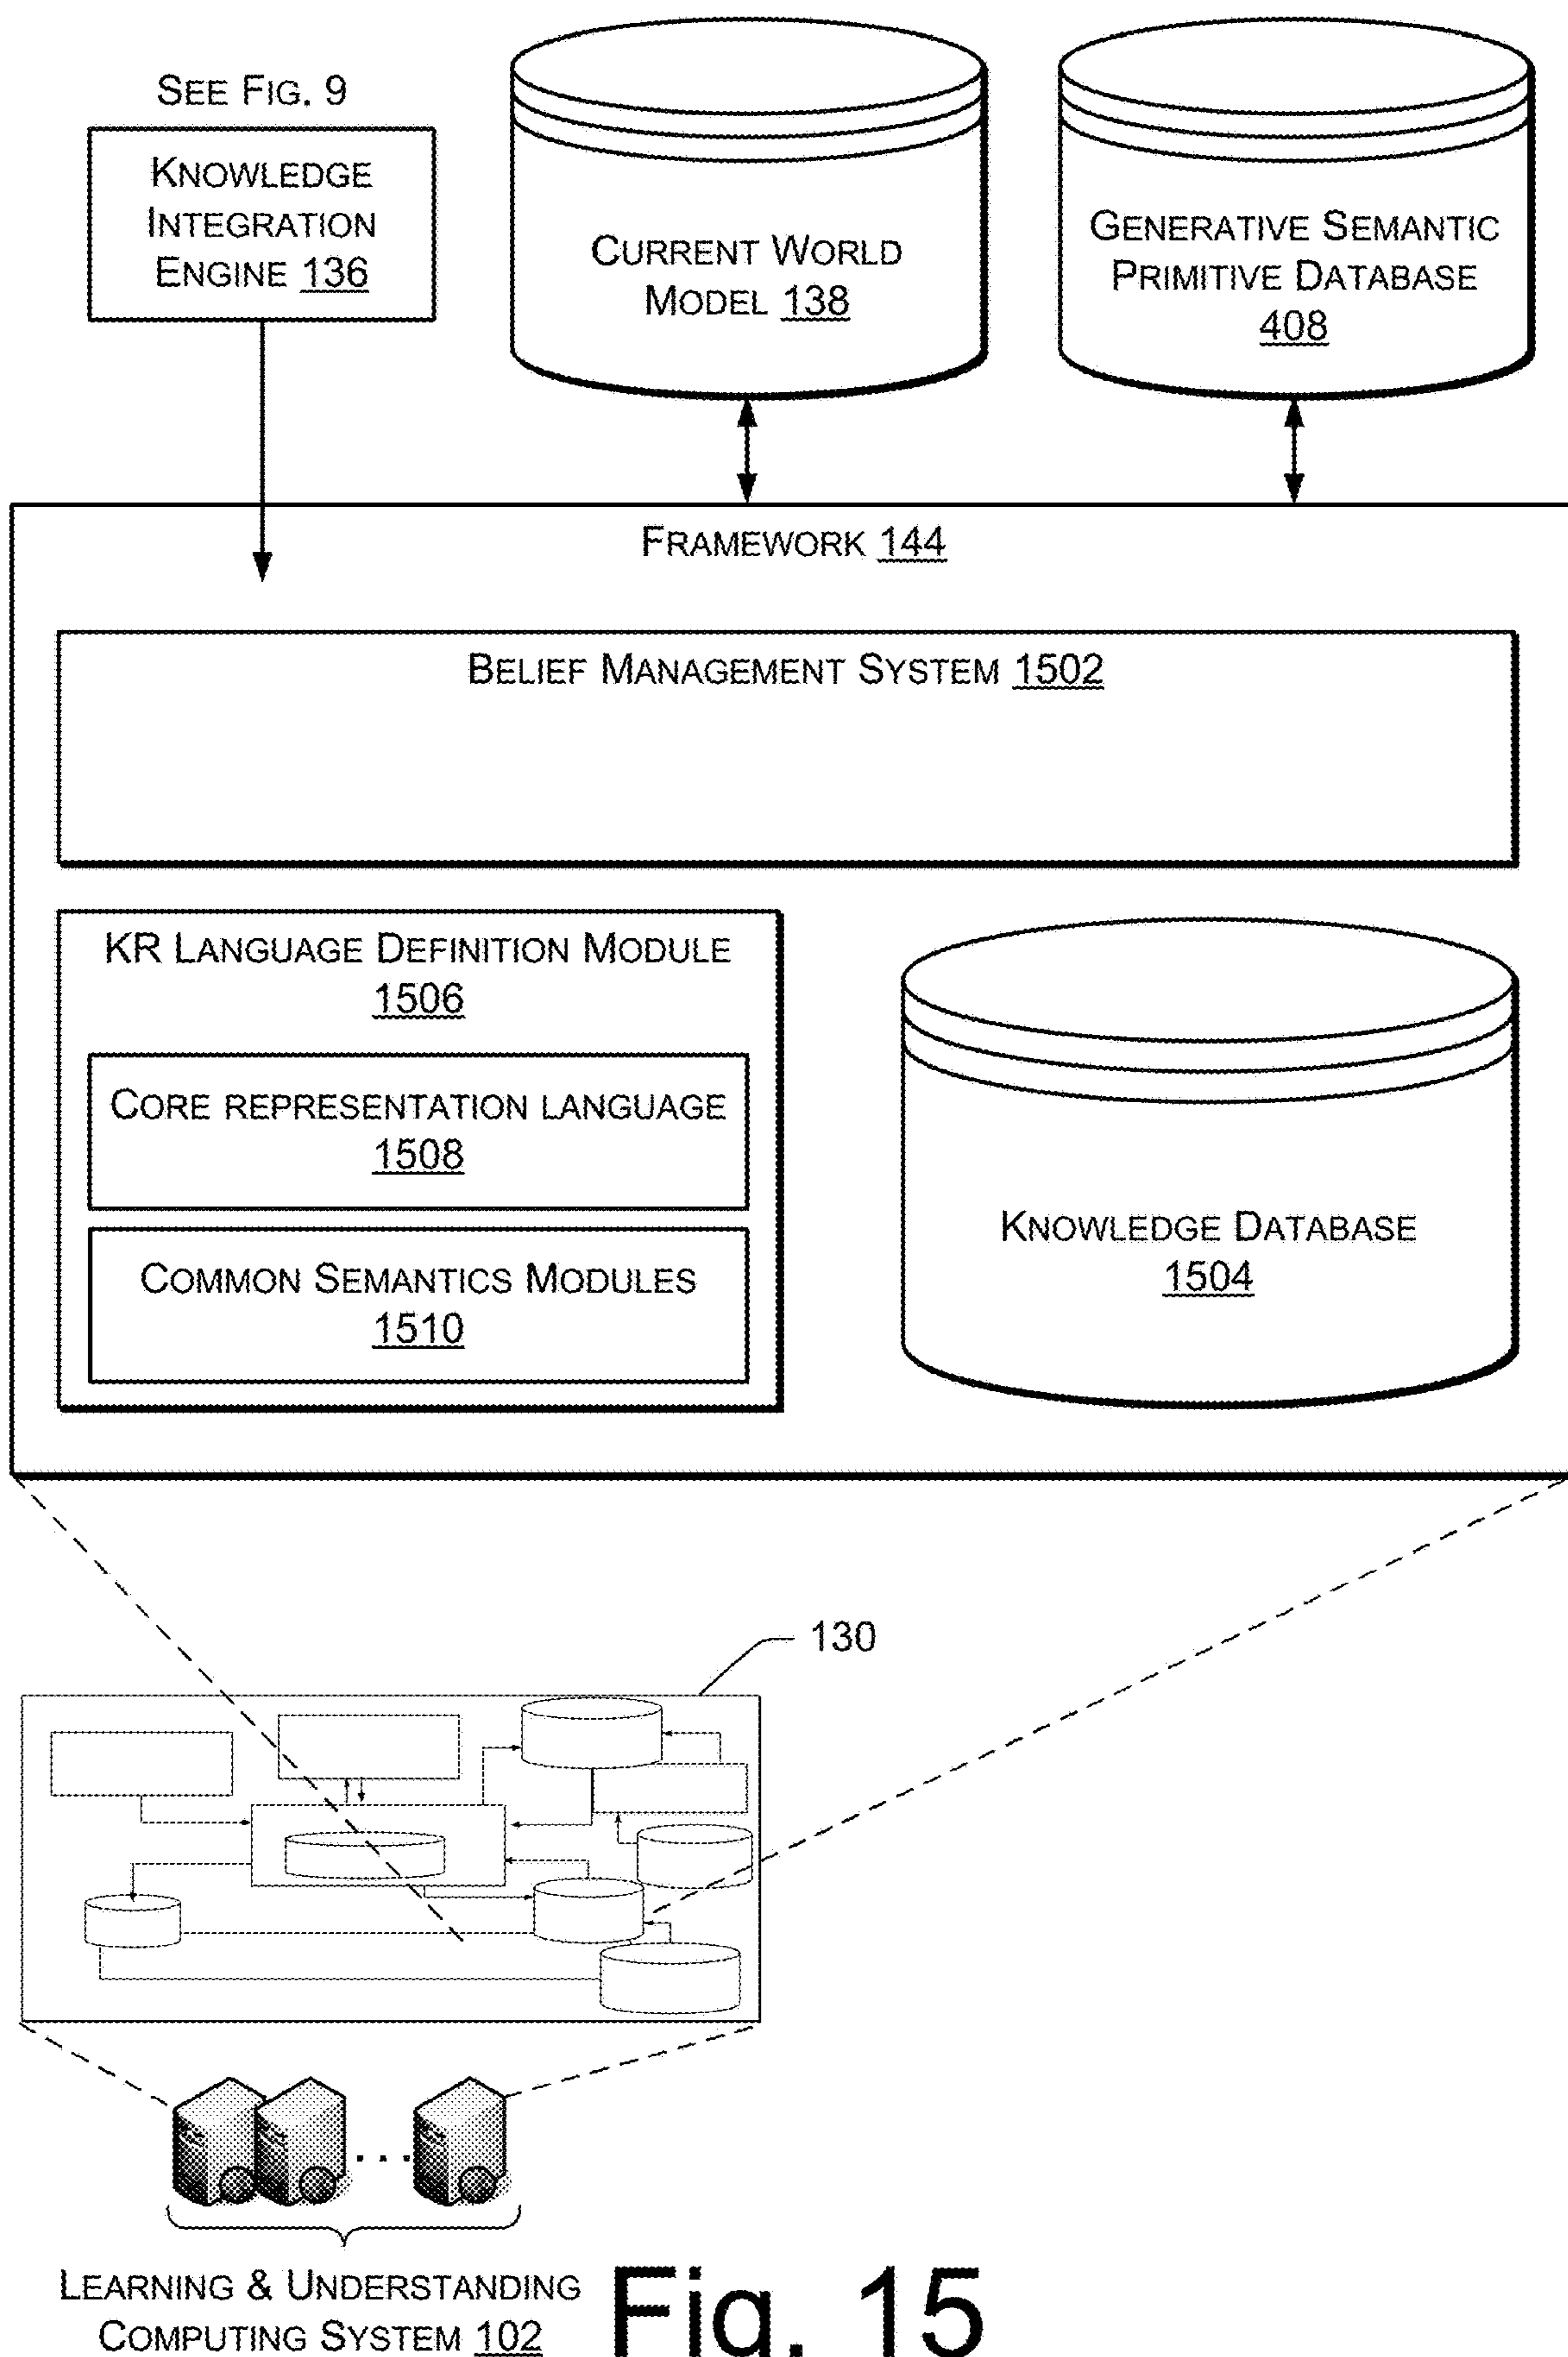 SEE FIG. 9
KNOWLEDGE
INTEGRATION
ENGINE 136
CURRENT WORLD
MODEL 138
GENERATIVE SEMANTIC
PRIMITIVE DATABASE
408
FRAMEWORK 144
BELIEF MANAGEMENT SYSTEM 1502
KR LANGUAGE DEFINITION MODULE
1506
CORE REPRESENTATION LANGUAGE
1508
COMMON SEMANTICS MODULES
1510
KNOWLEDGE DATABASE
1504
130
...
LEARNING & UNDERSTANDING
COMPUTING SYSTEM 102
Fig. 15